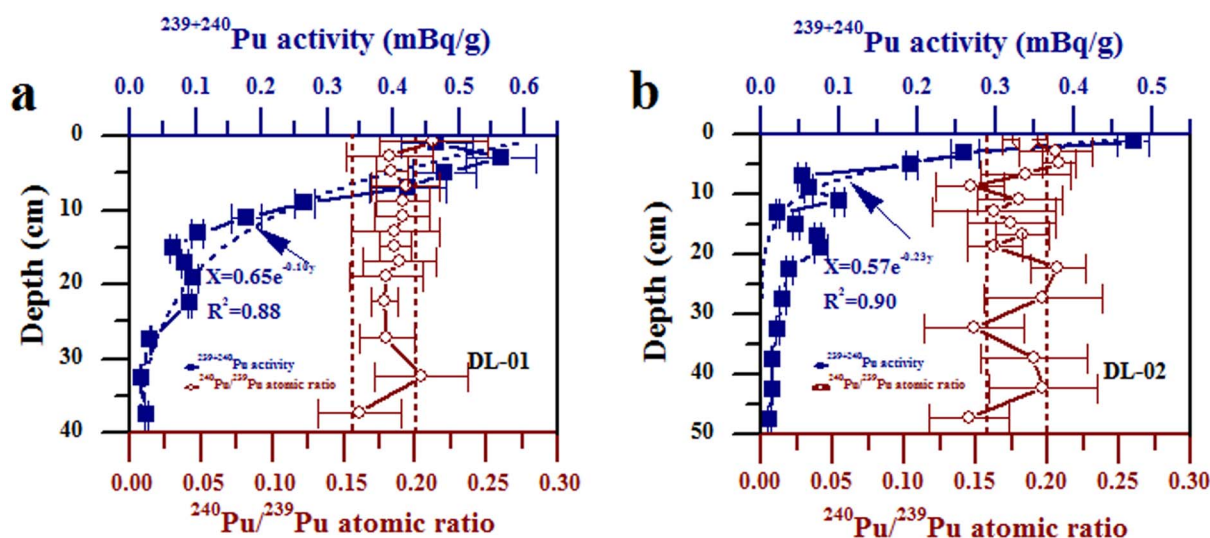 a
²³⁹⁺²⁴⁰Pu activity (mBq/g)
0.0 0.1 0.2 0.3 0.4 0.5 0.6
Depth (cm)
0
10
20
30
40
X=0.65e⁻⁰·¹⁰ʸ
R²=0.88
²³⁹⁺²⁴⁰Pu activity
²⁴⁰Pu/²³⁹Pu atomic ratio
DL-01
0.00 0.05 0.10 0.15 0.20 0.25 0.30
²⁴⁰Pu/²³⁹Pu atomic ratio
b
²³⁹⁺²⁴⁰Pu activity (mBq/g)
0.0 0.1 0.2 0.3 0.4 0.5
Depth (cm)
0
10
20
30
40
50
X=0.57e⁻⁰·²³ʸ
R²=0.90
²³⁹⁺²⁴⁰Pu activity
²⁴⁰Pu/²³⁹Pu atomic ratio
DL-02
0.00 0.05 0.10 0.15 0.20 0.25 0.30
²⁴⁰Pu/²³⁹Pu atomic ratio